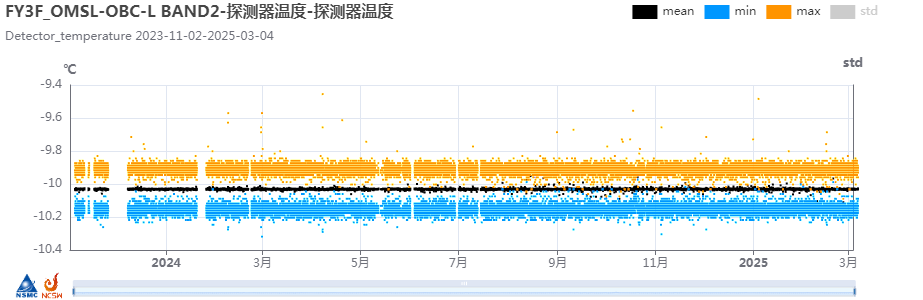 FY3F_OMSL-OBC-L BAND2-探测器温度-探测器温度
mean min max std
Detector_temperature 2023-11-02-2025-03-04
℃ std
-9.4
-9.6
-9.8
-10
-10.2
-10.4
2024 3月 5月 7月 9月 11月 2025 3月
NSMC NCSW